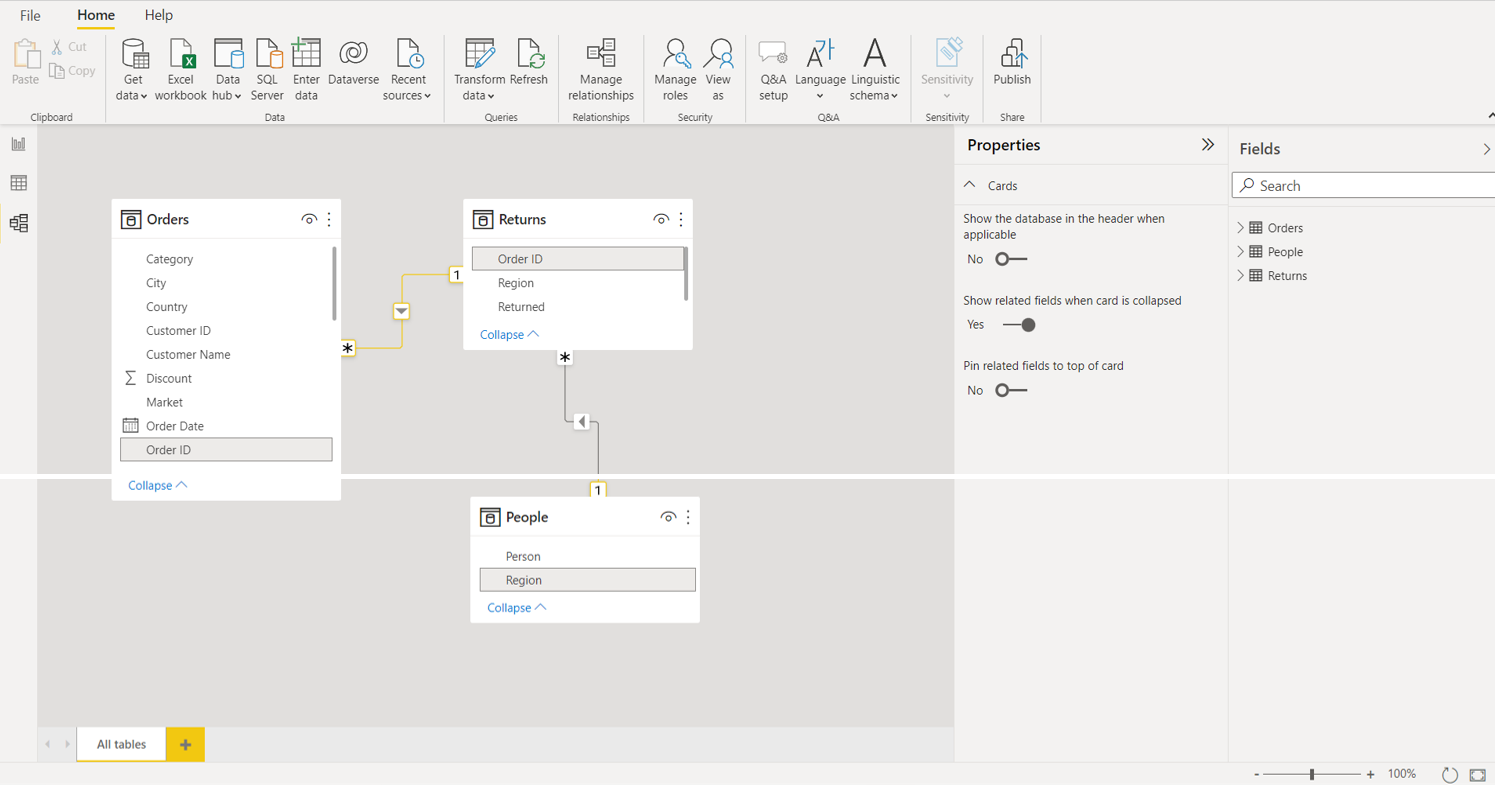 File Home Help
Paste
Cut
Copy
Get data
Excel workbook
Data hub
SQL Server
Enter data
Dataverse
Recent sources
Transform data
Refresh
Manage relationships
Manage roles
View as
Q&A setup
Language
Linguistic schema
Sensitivity
Publish
Clipboard
Data
Queries
Relationships
Security
Q&A
Sensitivity
Share
Orders
Category
City
Country
Customer ID
Customer Name
Discount
Market
Order Date
Order ID
Collapse
1
*
Returns
Order ID
Region
Returned
Collapse
*
1
People
Person
Region
Collapse
Properties
Cards
Show the database in the header when
applicable
No
Show related fields when card is collapsed
Yes
Pin related fields to top of card
No
Fields
Search
Orders
People
Returns
All tables
+
- + 100%